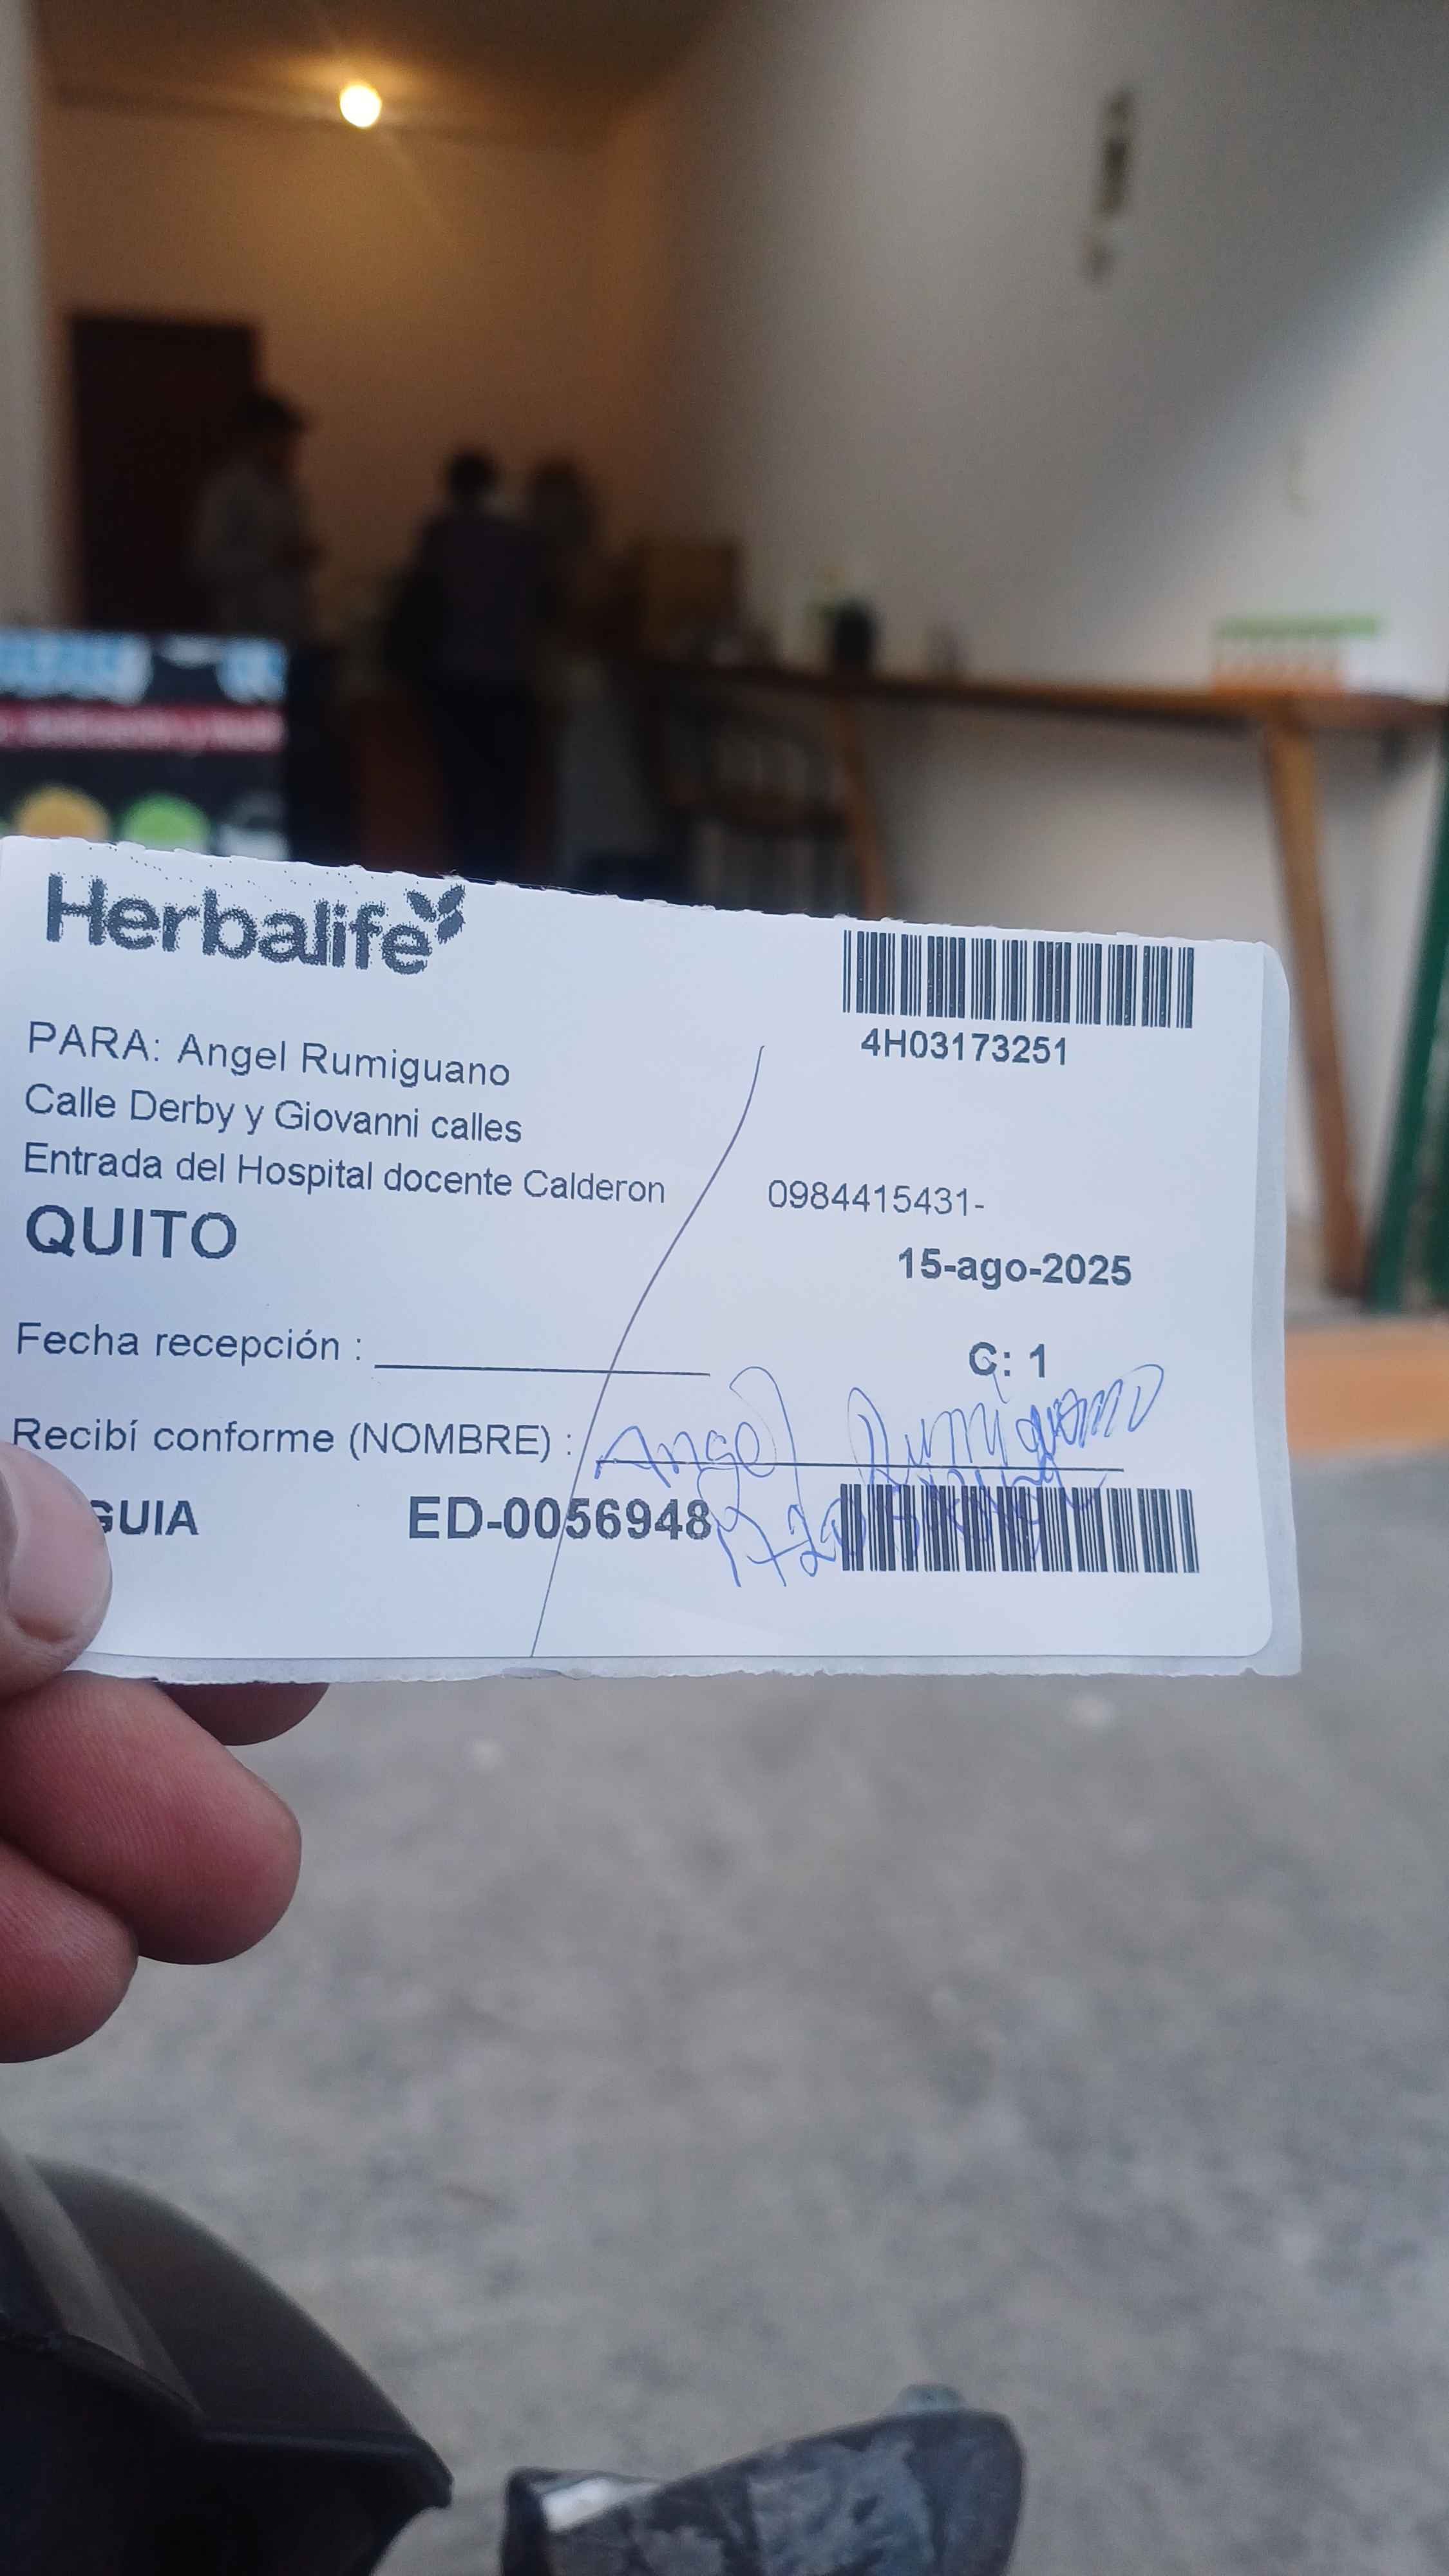 Herbalife
4H03173251
PARA: Angel Rumiguano
Calle Derby y Giovanni calles
Entrada del Hospital docente Calderon
0984415431-
QUITO
15-ago-2025
Fecha recepción :
C: 1
Recibí conforme (NOMBRE) : Angel Rumiguano
GUIA ED-0056948